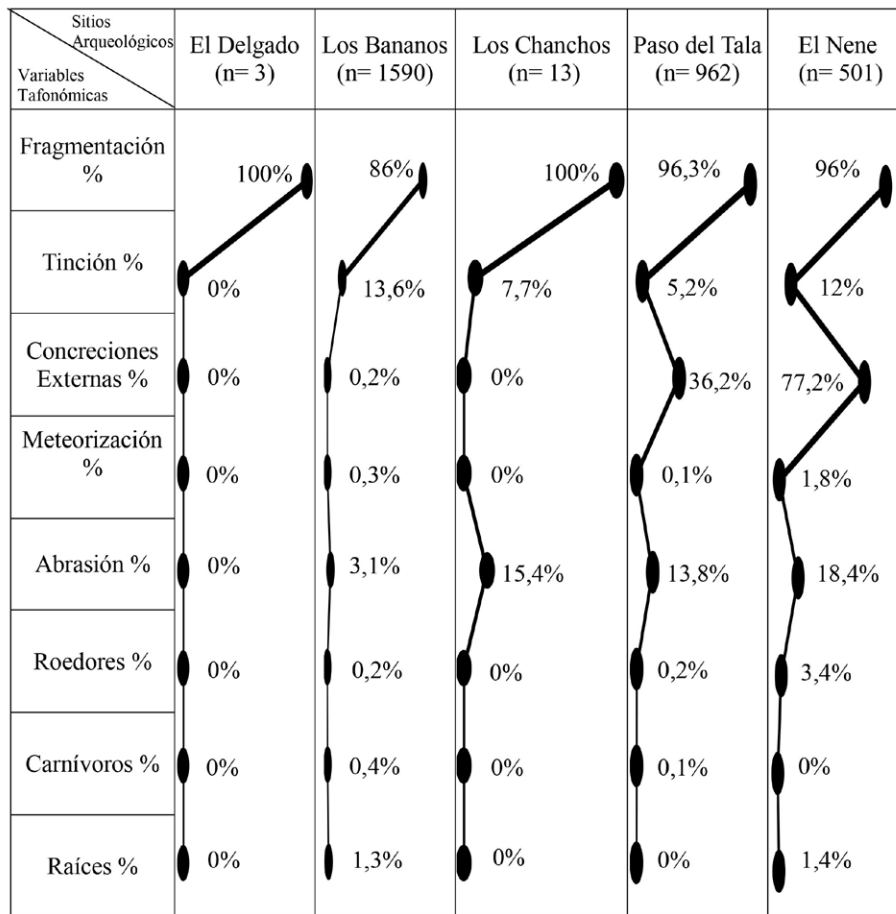 Sitios
Arqueológicos
Variables
Tafonómicas
El Delgado
(n= 3)
Los Bananos
(n= 1590)
Los Chanchos
(n= 13)
Paso del Tala
(n= 962)
El Nene
(n= 501)
Fragmentación
%
100%
86%
100%
96,3%
96%
Tinción %
0%
13,6%
7,7%
5,2%
12%
Concreciones
Externas %
0%
0,2%
0%
36,2%
77,2%
Meteorización
%
0%
0,3%
0%
0,1%
1,8%
Abrasión %
0%
3,1%
15,4%
13,8%
18,4%
Roedores %
0%
0,2%
0%
0,2%
3,4%
Carnívoros %
0%
0,4%
0%
0,1%
0%
Raíces %
0%
1,3%
0%
0%
1,4%